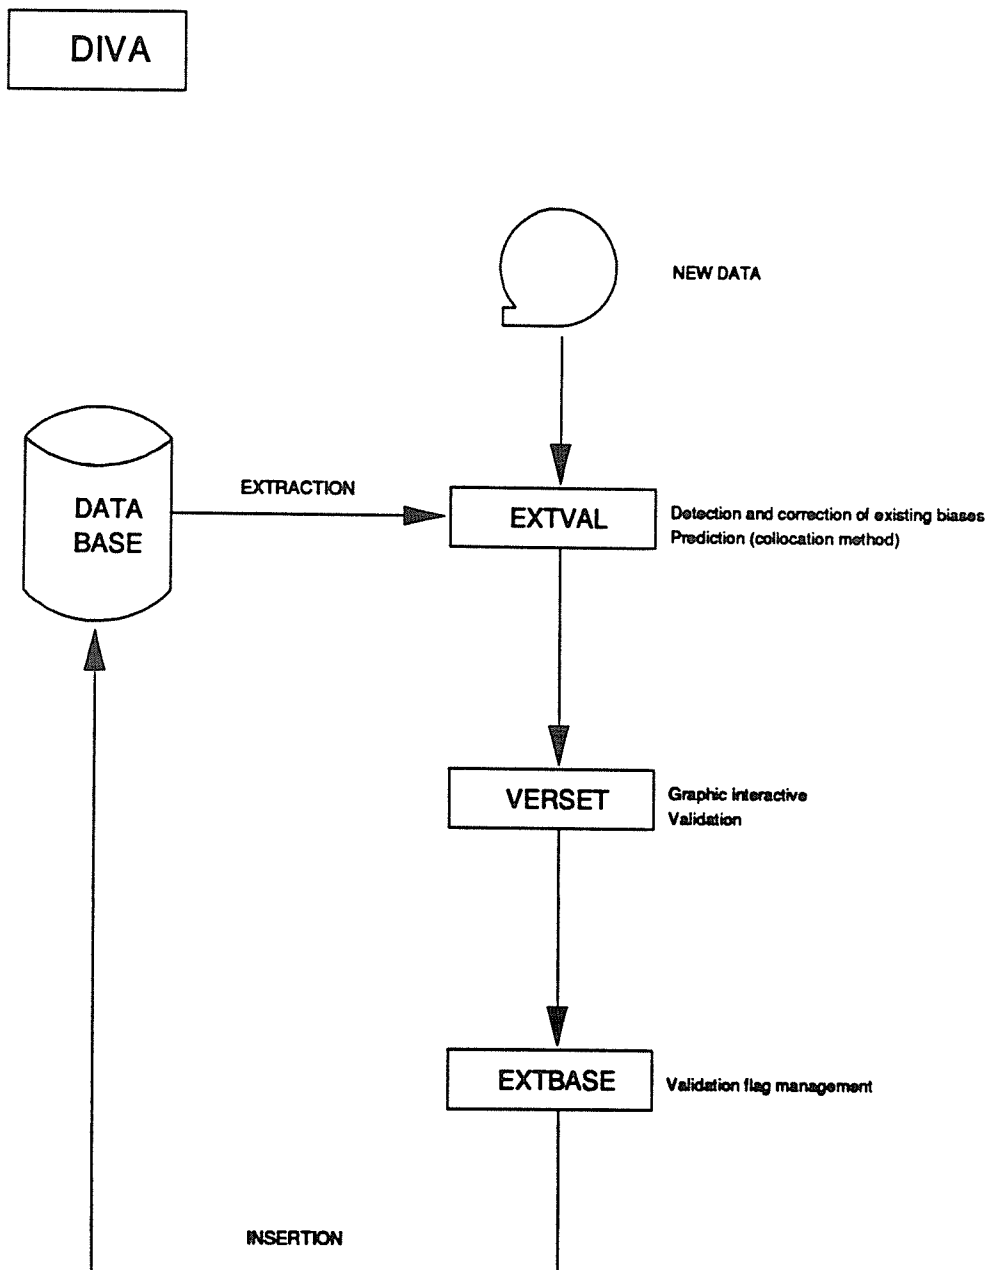 DIVA
NEW DATA
EXTRACTION
DATA
BASE
EXTVAL
Detection and correction of existing biases
Prediction (collocation method)
VERSET
Graphic interactive
Validation
EXTBASE
Validation flag management
INSERTION